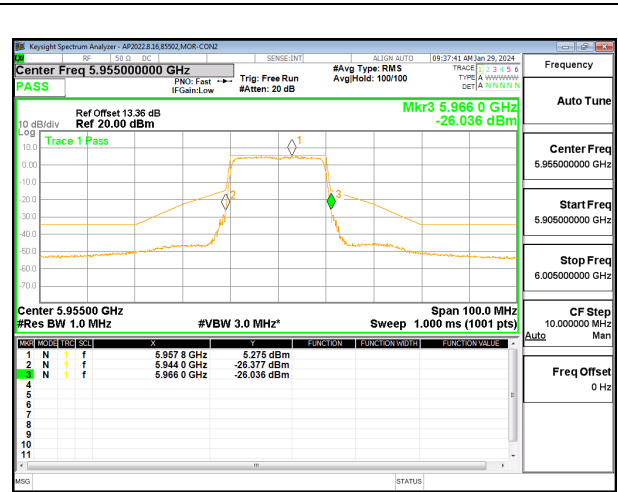 Keysight Spectrum Analyzer - AP2022.8.16,85502,MOR-CON2
RF 50 Ω DC SENSE:INT ALIGN AUTO 09:37:41 AM Jan 29, 2024
Center Freq 5.955000000 GHz
PNO: Fast
IFGain:Low
Trig: Free Run
#Atten: 20 dB
#Avg Type: RMS
Avg|Hold: 100/100
TRACE 1 2 3 4 5 6
TYPE A WWWWW
DET A N N N N N
PASS
Ref Offset 13.36 dB
Ref 20.00 dBm
10 dB/div
Log
Mkr3 5.966 0 GHz
-26.036 dBm
Trace 1 Pass
10.0
0.00
-10.0
-20.0
-30.0
-40.0
-50.0
-60.0
-70.0
1
2
3
Center 5.95500 GHz
Span 100.0 MHz
#Res BW 1.0 MHz
#VBW 3.0 MHz*
Sweep 1.000 ms (1001 pts)
MKR MODE TRC SCL X Y FUNCTION FUNCTION WIDTH FUNCTION VALUE
1 N 1 f 5.957 8 GHz 5.275 dBm
2 N 1 f 5.944 0 GHz -26.377 dBm
3 N 1 f 5.966 0 GHz -26.036 dBm
4
5
6
7
8
9
10
11
MSG
STATUS
Frequency
Auto Tune
Center Freq
5.955000000 GHz
Start Freq
5.905000000 GHz
Stop Freq
6.005000000 GHz
CF Step
10.000000 MHz
Auto Man
Freq Offset
0 Hz